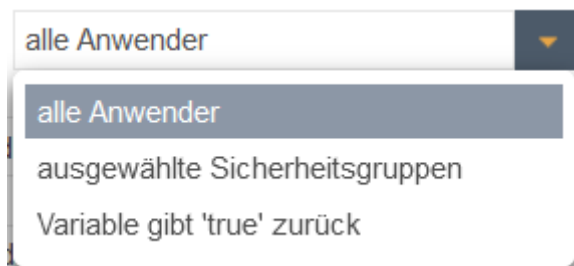 alle Anwender
alle Anwender
ausgewählte Sicherheitsgruppen
Variable gibt 'true' zurück